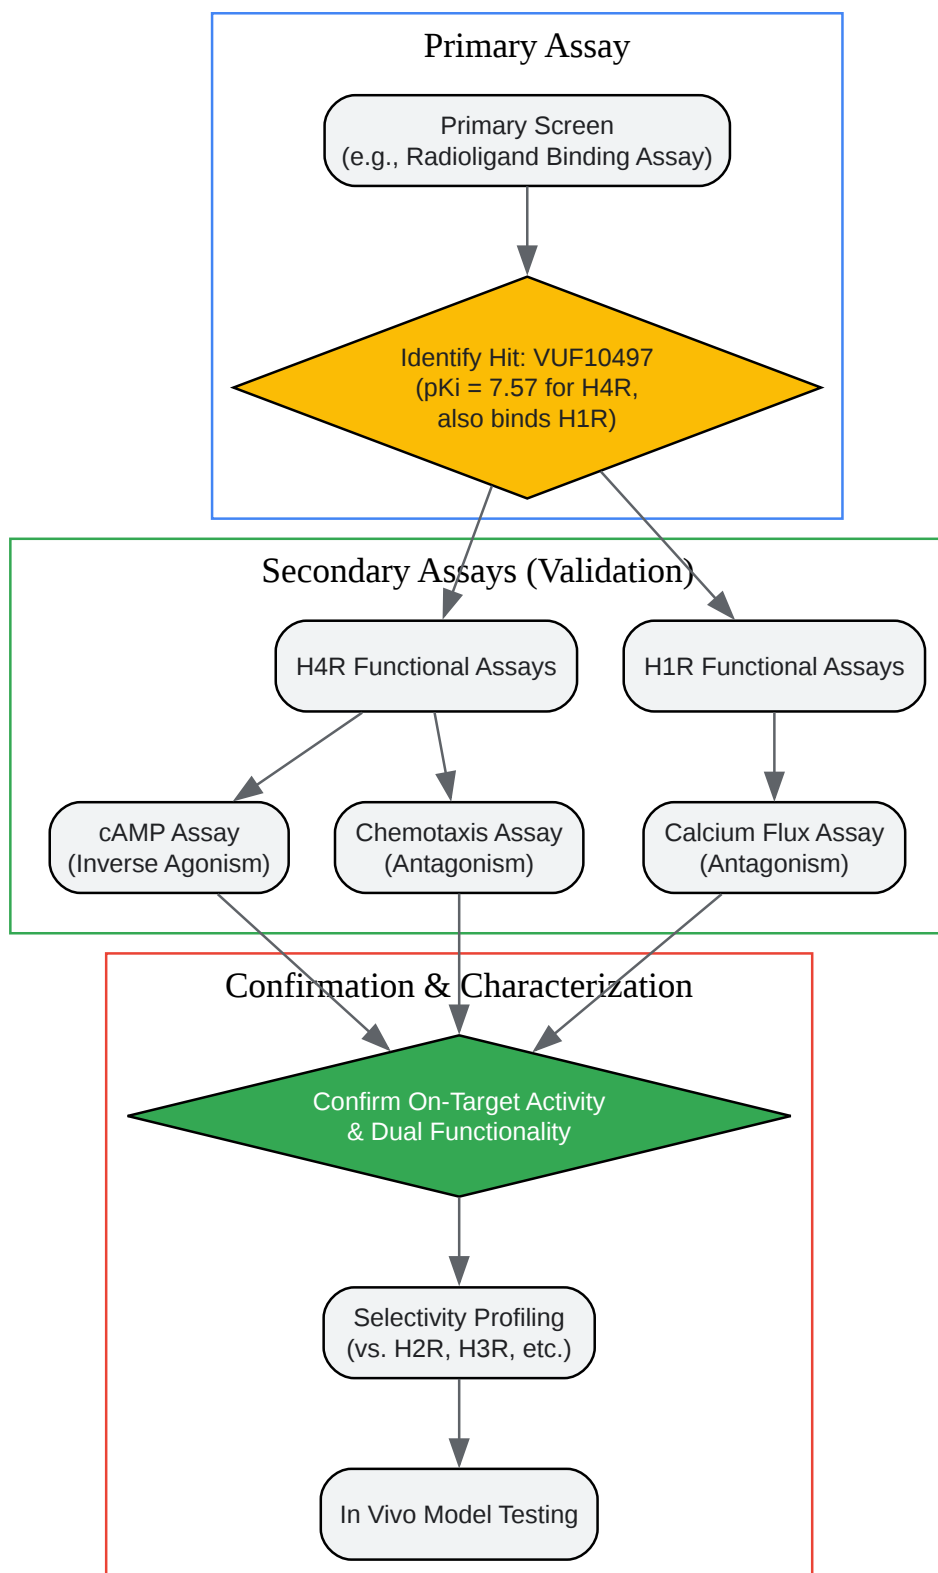 Primary Assay
Primary Screen
(e.g., Radioligand Binding Assay)
Identify Hit: VUF10497
(pKi = 7.57 for H4R,
also binds H1R)
Secondary Assays (Validation)
H4R Functional Assays
H1R Functional Assays
cAMP Assay
(Inverse Agonism)
Chemotaxis Assay
(Antagonism)
Calcium Flux Assay
(Antagonism)
Confirmation & Characterization
Confirm On-Target Activity
& Dual Functionality
Selectivity Profiling
(vs. H2R, H3R, etc.)
In Vivo Model Testing